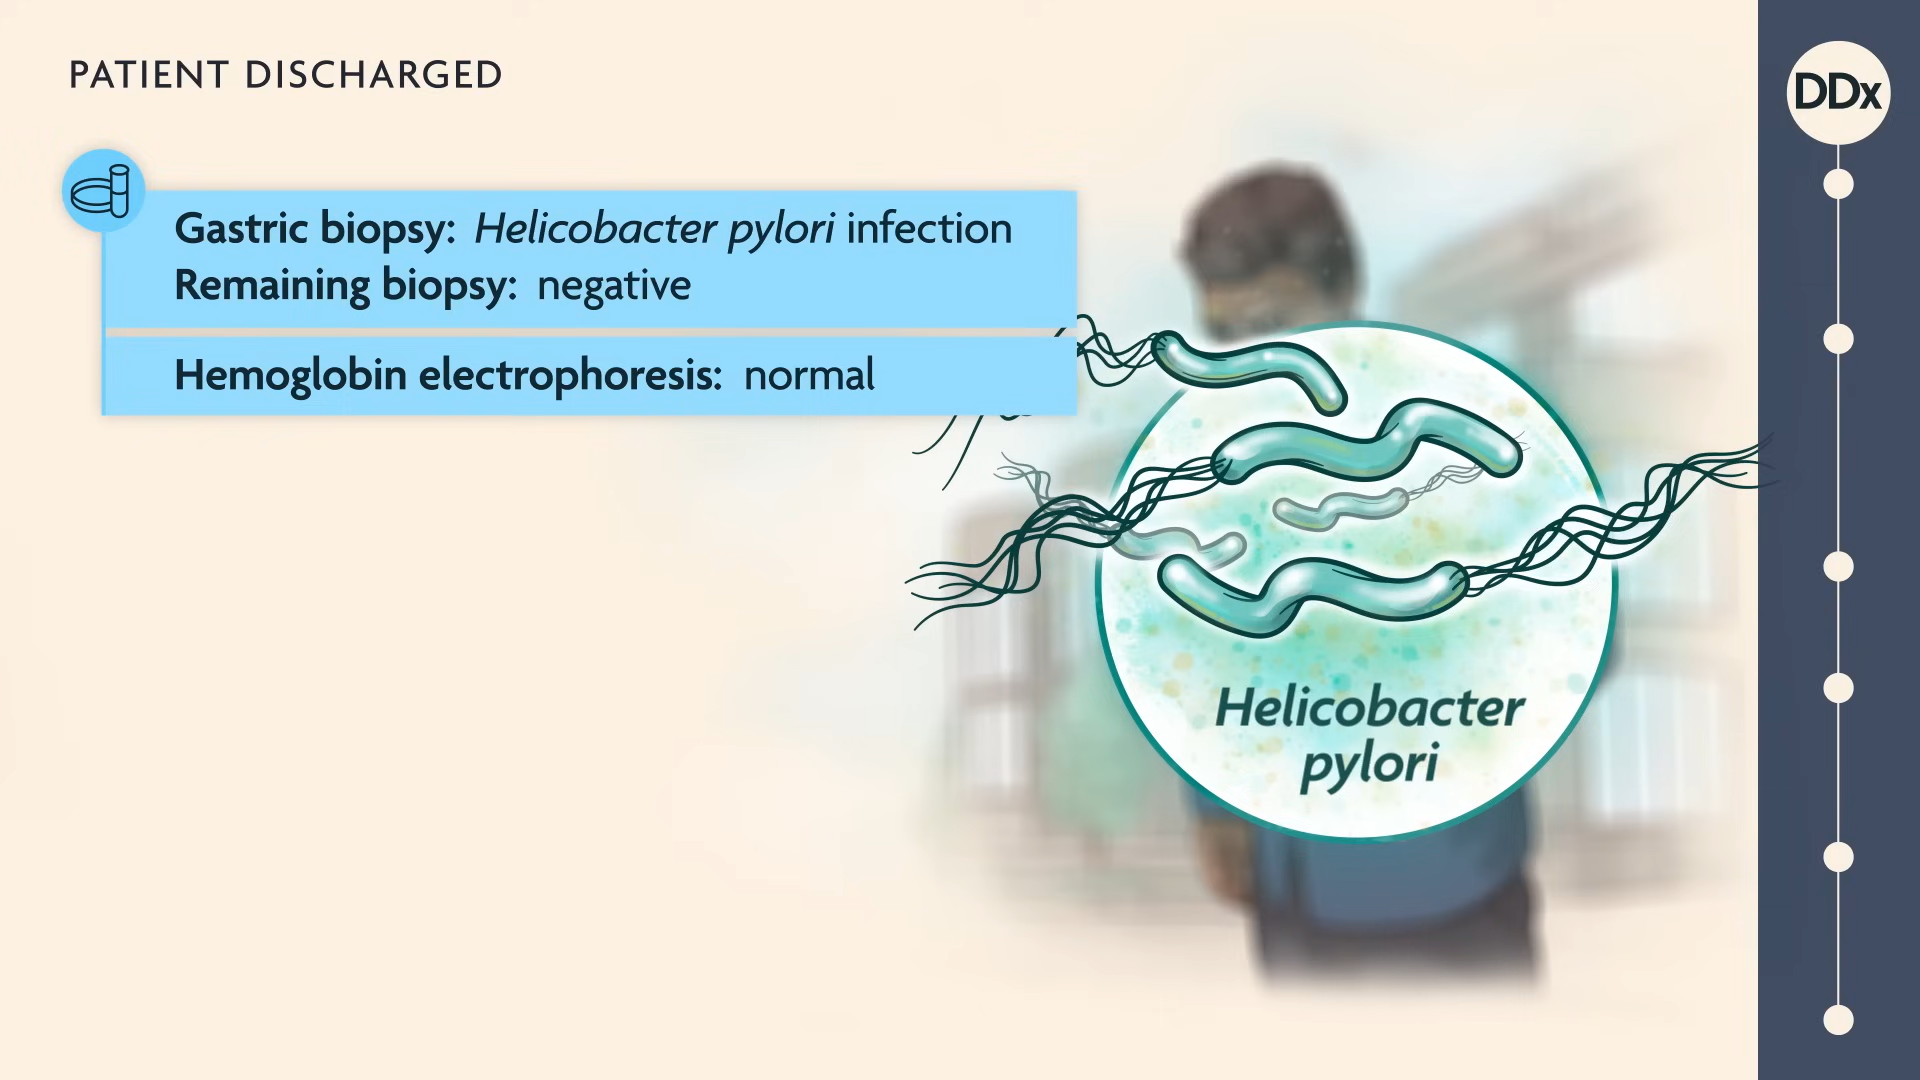 PATIENT DISCHARGED
DDx
Gastric biopsy: Helicobacter pylori infection
Remaining biopsy: negative
Hemoglobin electrophoresis: normal
Helicobacter
pylori